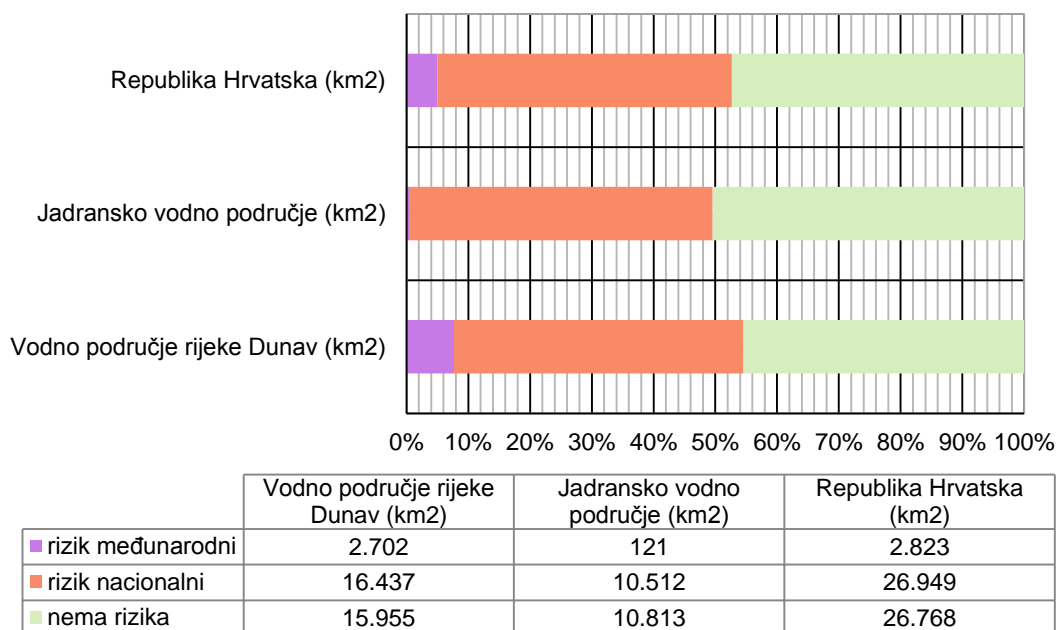 Republika Hrvatska (km2)
Jadransko vodno područje (km2)
Vodno područje rijeke Dunav (km2)
0% 10% 20% 30% 40% 50% 60% 70% 80% 90% 100%
Vodno područje rijeke Dunav (km2) Jadransko vodno područje (km2) Republika Hrvatska (km2)
rizik međunarodni 2.702 121 2.823
rizik nacionalni 16.437 10.512 26.949
nema rizika 15.955 10.813 26.768